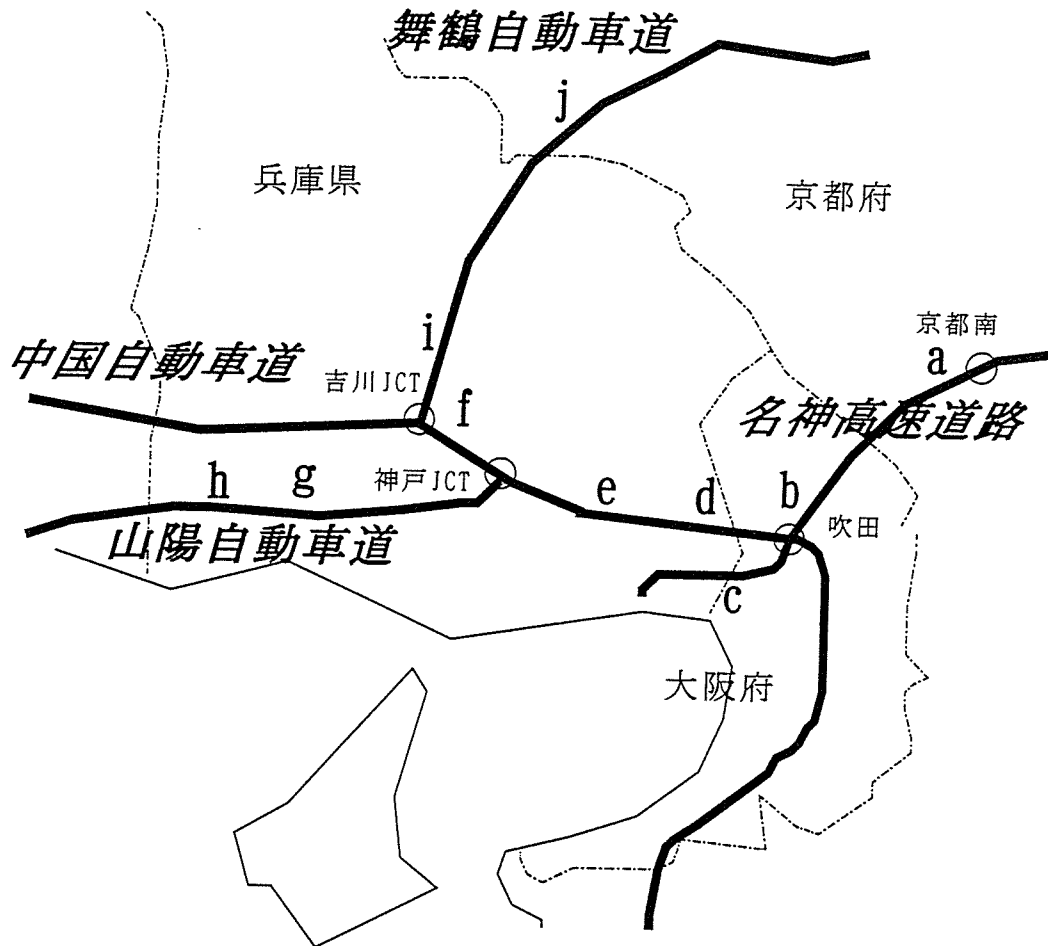 舞鶴自動車道
j
兵庫県
京都府
京都南
i
a
中国自動車道
吉川JCT
f
名神高速道路
神戸JCT
h
g
e
d
b
吹田
山陽自動車道
c
大阪府